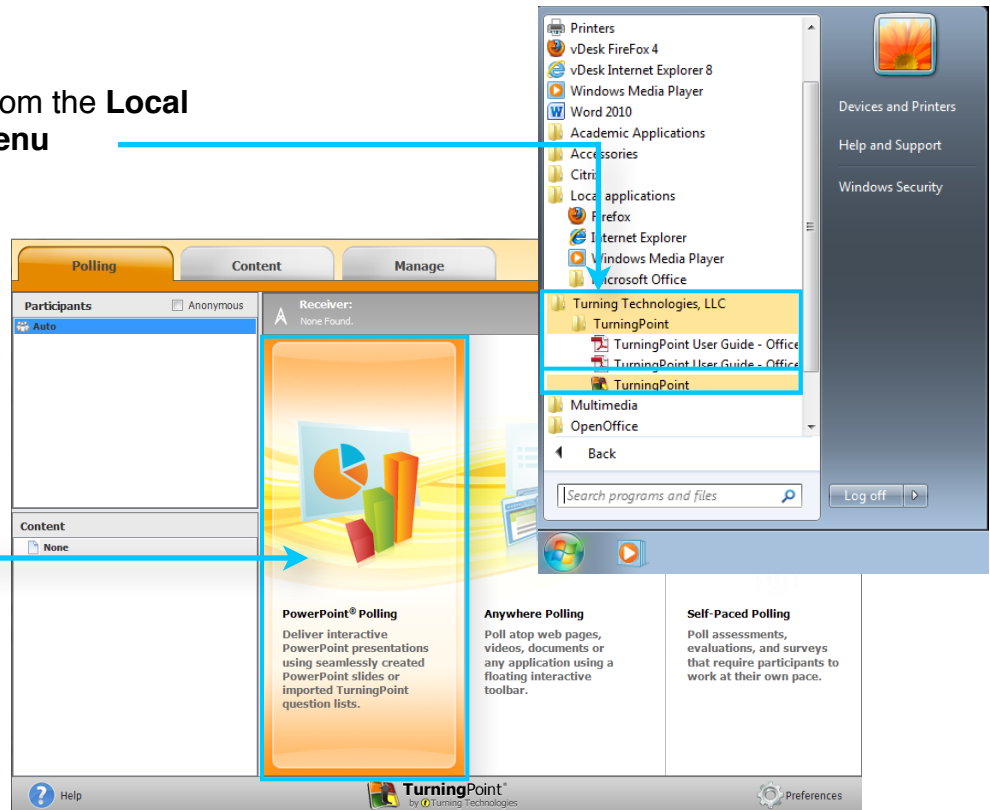 om the Local
enu
Printers
vDesk FireFox 4
vDesk Internet Explorer 8
Windows Media Player
Word 2010
Academic Applications
Accessories
Citrix
Local applications
Firefox
Internet Explorer
Windows Media Player
Microsoft Office
Turning Technologies, LLC
TurningPoint
TurningPoint User Guide - Office
TurningPoint User Guide - Office
TurningPoint
Multimedia
OpenOffice
Back
Search programs and files
Devices and Printers
Help and Support
Windows Security
Log off
Polling
Content
Manage
Participants
Anonymous
Auto
Receiver:
None Found.
Content
None
PowerPoint® Polling
Deliver interactive
PowerPoint presentations
using seamlessly created
PowerPoint slides or
imported TurningPoint
question lists.
Anywhere Polling
Poll atop web pages,
videos, documents or
any application using a
floating interactive
toolbar.
Self-Paced Polling
Poll assessments,
evaluations, and surveys
that require participants to
work at their own pace.
Help
TurningPoint®
by Turning Technologies
Preferences